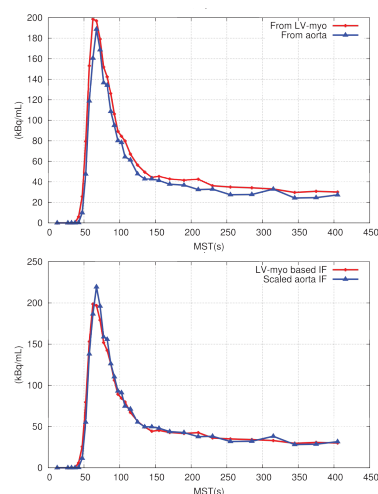 200
180
160
140
120
100
80
60
40
20
0
(kBq/mL)
From LV-myo
From aorta
0 50 100 150 200 250 300 350 400 450
MST(s)
250
200
150
100
50
0
(kBq/mL)
LV-myo based IF
Scaled aorta IF
0 50 100 150 200 250 300 350 400 450
MST(s)